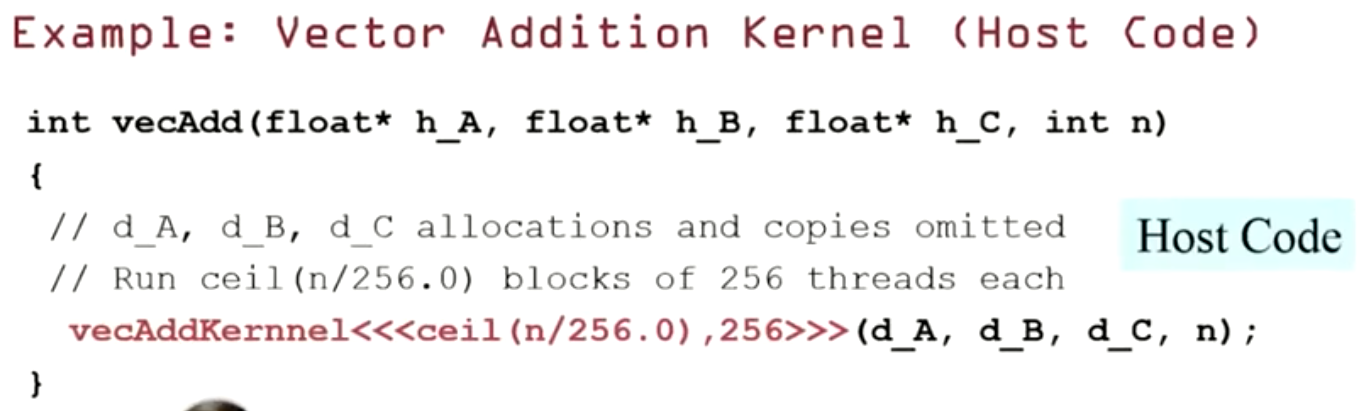 Example: Vector Addition Kernel (Host Code)
int vecAdd(float* h_A, float* h_B, float* h_C, int n)
{
// d_A, d_B, d_C allocations and copies omitted
Host Code
// Run ceil(n/256.0) blocks of 256 threads each
vecAddKernnel<<<ceil(n/256.0),256>>>(d_A, d_B, d_C, n);
}